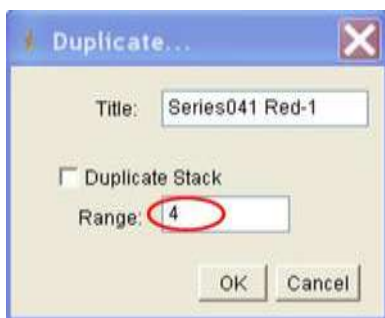 Duplicate...
Title: Series041 Red-1
Duplicate Stack
Range: 4
OK Cancel